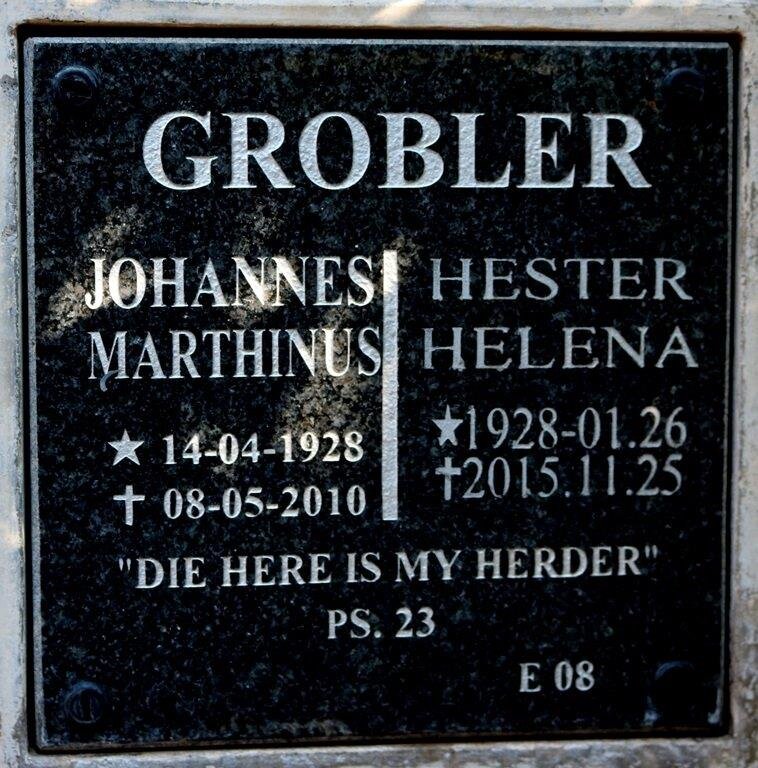 GROBLER
JOHANNES
MARTHINUS
★ 14-04-1928
✝ 08-05-2010
HESTER
HELENA
★1928-01.26
✝2015.11.25
"DIE HERE IS MY HERDER"
PS. 23
E 08